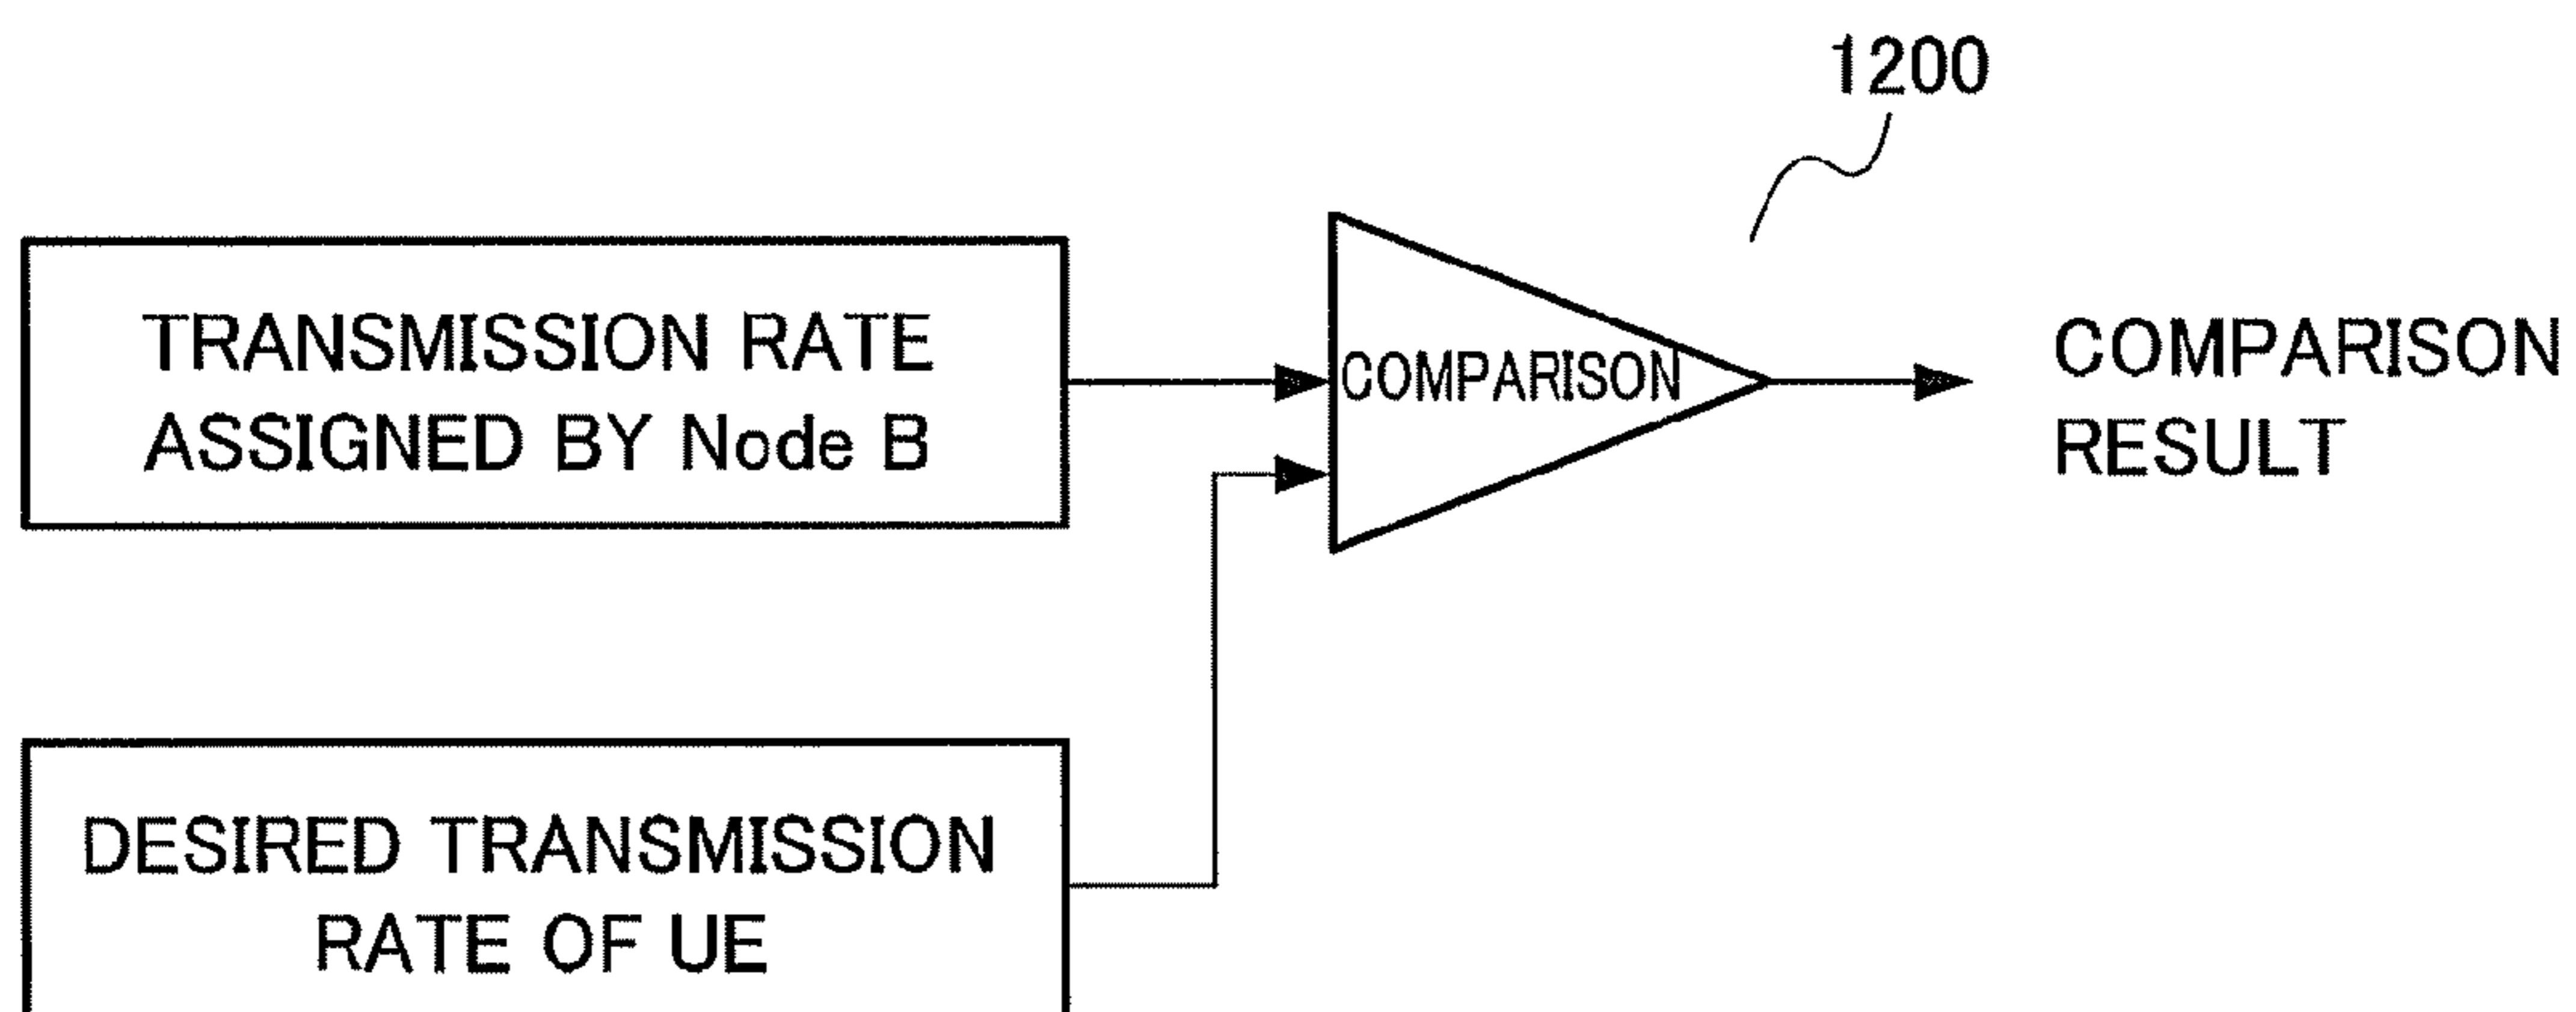 1200
TRANSMISSION RATE
ASSIGNED BY Node B
COMPARISON
COMPARISON
RESULT
DESIRED TRANSMISSION
RATE OF UE